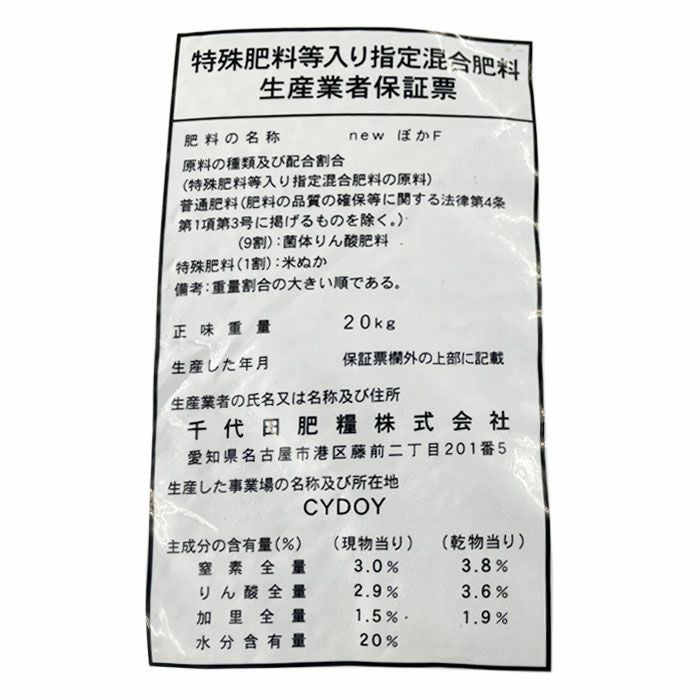 特殊肥料等入り指定混合肥料
生産業者保証票
肥料の名称 new ぼかF
原料の種類及び配合割合
(特殊肥料等入り指定混合肥料の原料)
普通肥料(肥料の品質の確保等に関する法律第4条
第1項第3号に掲げるものを除く。)
(9割):菌体りん酸肥料
特殊肥料(1割):米ぬか
備考:重量割合の大きい順である。
正味重量 20kg
生産した年月 保証票欄外の上部に記載
生産業者の氏名又は名称及び住所
千代田肥糧株式会社
愛知県名古屋市港区藤前二丁目201番5
生産した事業場の名称及び所在地
CYDOY
主成分の含有量(%) (現物当り) (乾物当り)
窒素全量 3.0% 3.8%
りん酸全量 2.9% 3.6%
加里全量 1.5% 1.9%
水分含有量 20%